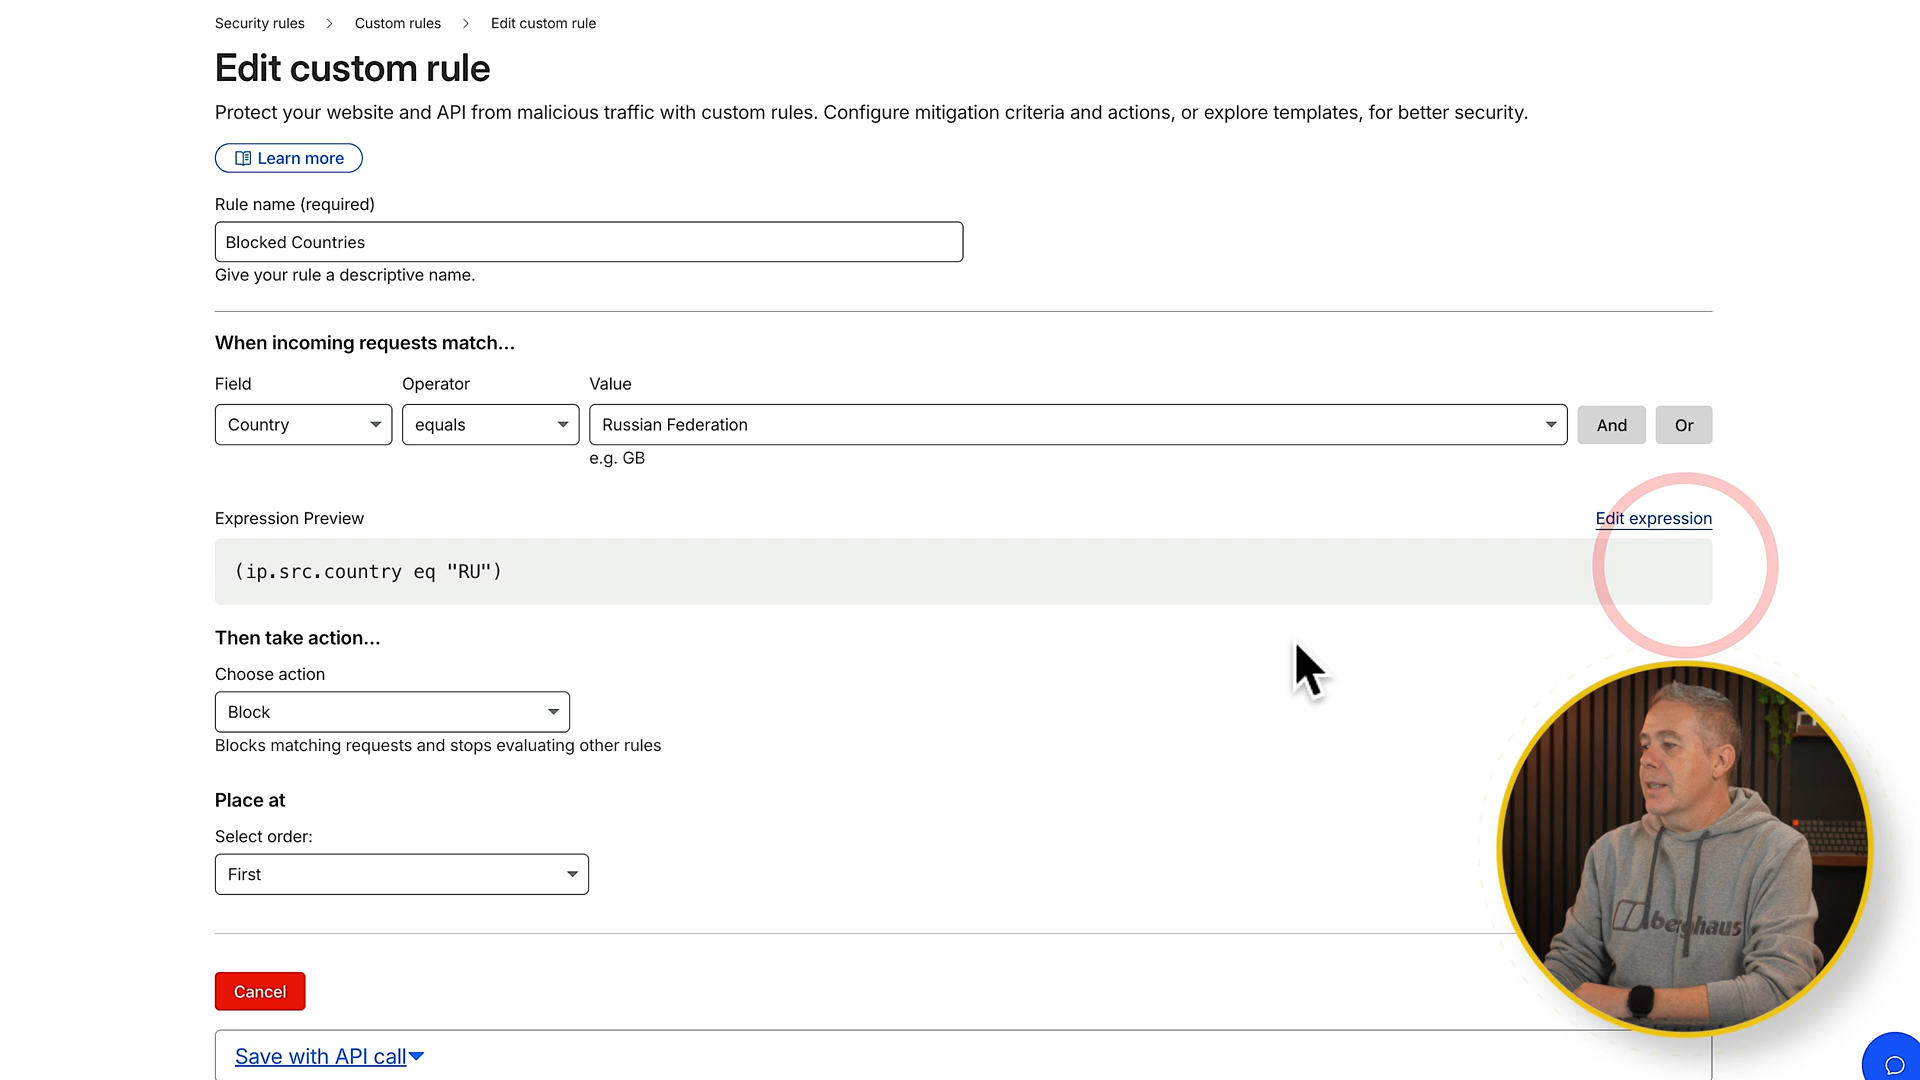 Security rules > Custom rules > Edit custom rule
Edit custom rule
Protect your website and API from malicious traffic with custom rules. Configure mitigation criteria and actions, or explore templates, for better security.
Learn more
Rule name (required)
Blocked Countries
Give your rule a descriptive name.
When incoming requests match...
Field Operator Value
Country equals Russian Federation And Or
e.g. GB
Expression Preview Edit expression
(ip.src.country eq "RU")
Then take action...
Choose action
Block
Blocks matching requests and stops evaluating other rules
Place at
Select order:
First
berghaus
Cancel
Save with API call